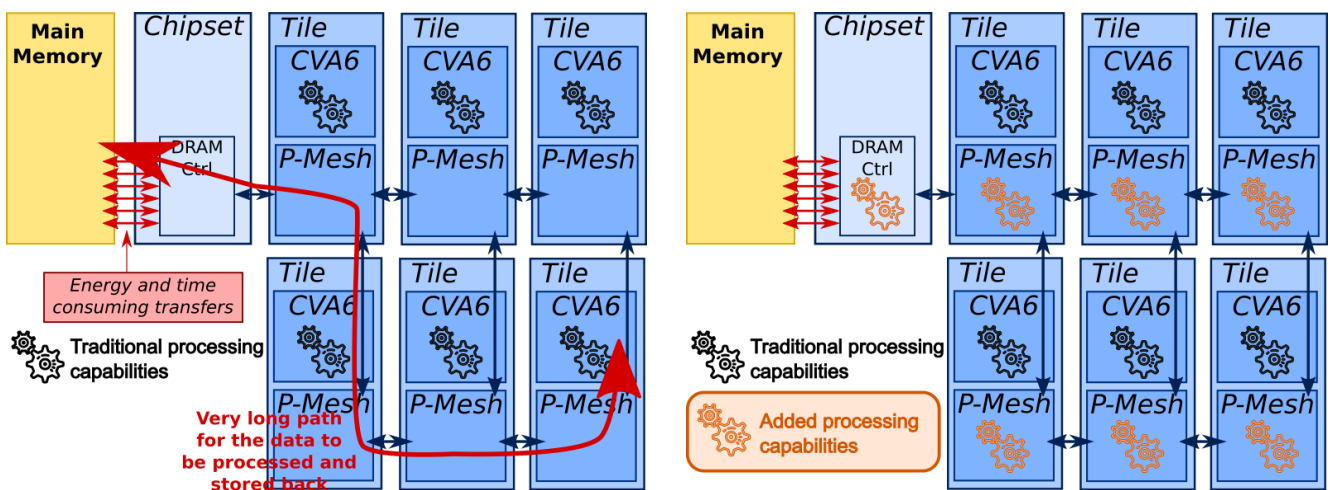 Main
Memory
Chipset
Tile
Tile
Tile
CVA6
CVA6
CVA6
DRAM
Ctrl
P-Mesh
P-Mesh
P-Mesh
Energy and time
consuming transfers
Tile
Tile
Tile
CVA6
CVA6
CVA6
Traditional processing
capabilities
P-Mesh
P-Mesh
P-Mesh
Very long path
for the data to
be processed and
stored back
Main
Memory
Chipset
Tile
Tile
Tile
CVA6
CVA6
CVA6
DRAM
Ctrl
P-Mesh
P-Mesh
P-Mesh
Tile
Tile
Tile
CVA6
CVA6
CVA6
Traditional processing
capabilities
P-Mesh
P-Mesh
P-Mesh
Added processing
capabilities